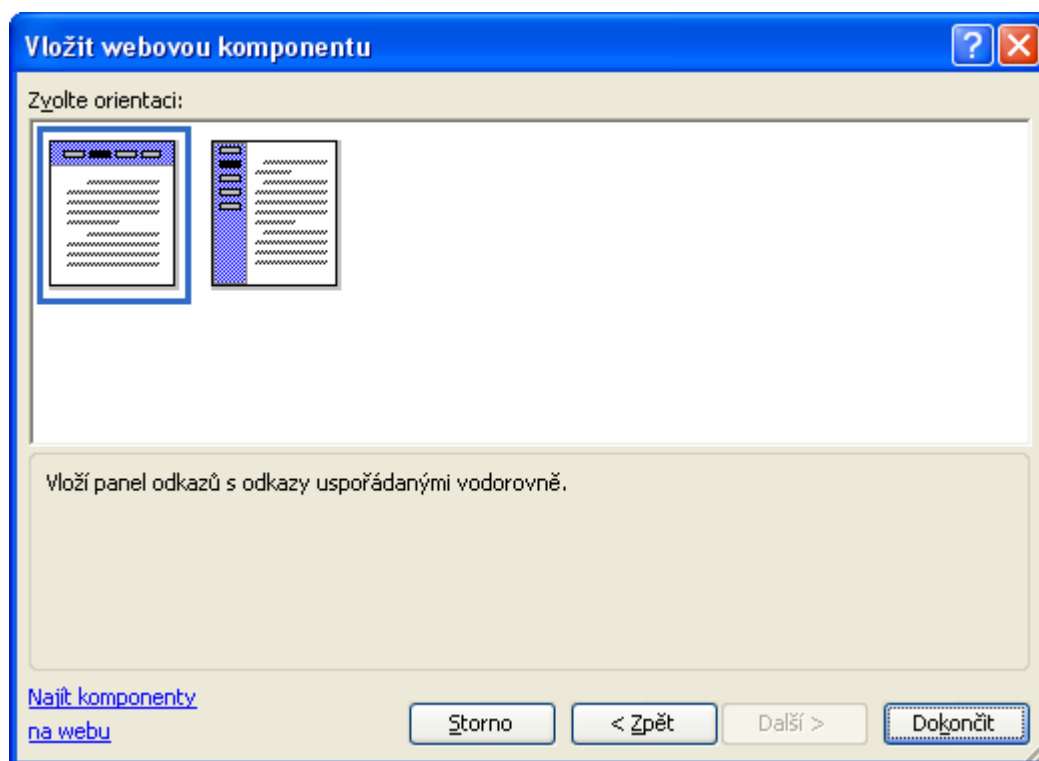 Vložit webovou komponentu
Zvolte orientaci:
Vloží panel odkazů s odkazy uspořádanými vodorovně.
Najít komponenty
na webu
Storno
< Zpět
Další >
Dokončit